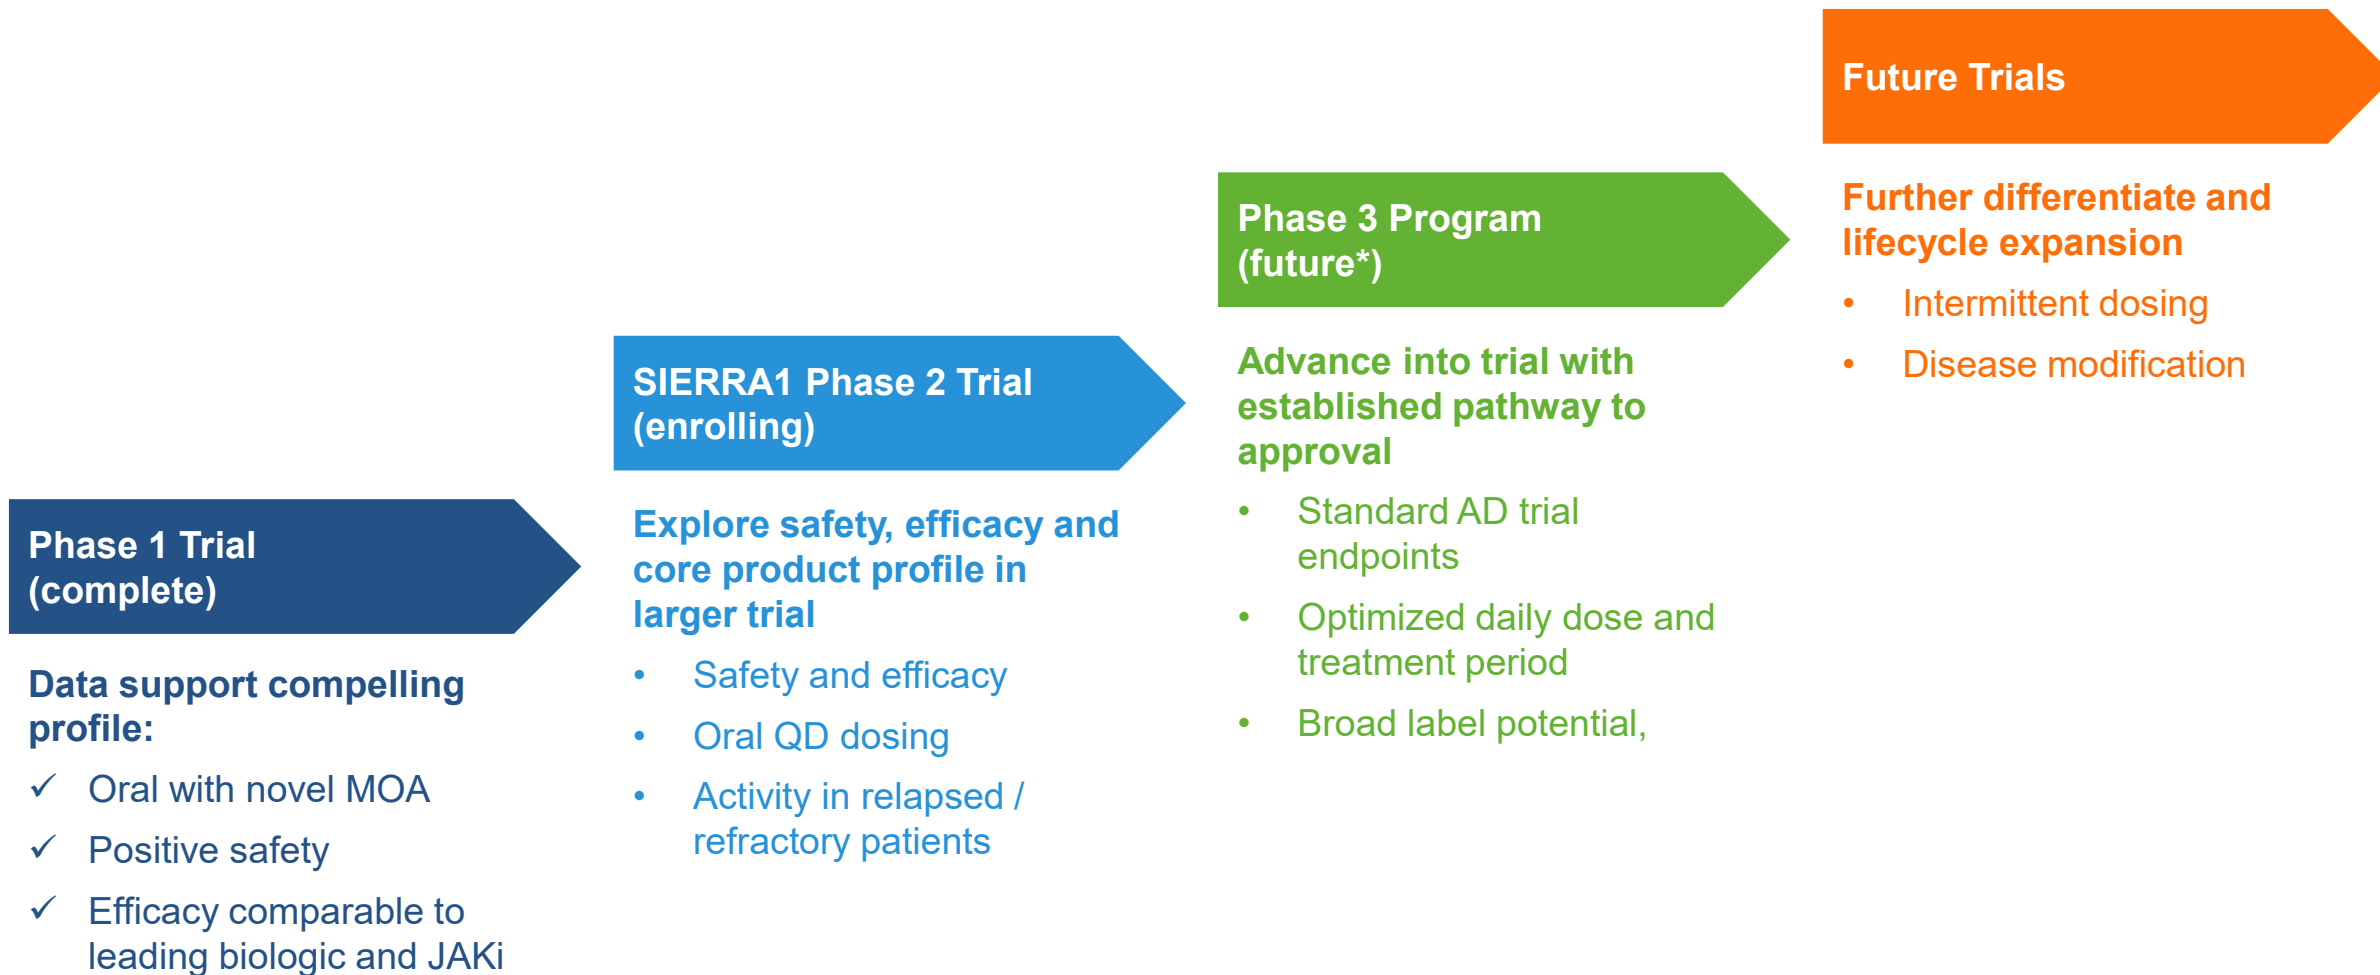 Phase 1 Trial
(complete)
Data support compelling
profile:
✓ Oral with novel MOA
✓ Positive safety
✓ Efficacy comparable to
leading biologic and JAKi
SIERRA1 Phase 2 Trial
(enrolling)
Explore safety, efficacy and
core product profile in
larger trial
• Safety and efficacy
• Oral QD dosing
• Activity in relapsed /
refractory patients
Phase 3 Program
(future*)
Advance into trial with
established pathway to
approval
• Standard AD trial
endpoints
• Optimized daily dose and
treatment period
• Broad label potential,
Future Trials
Further differentiate and
lifecycle expansion
• Intermittent dosing
• Disease modification